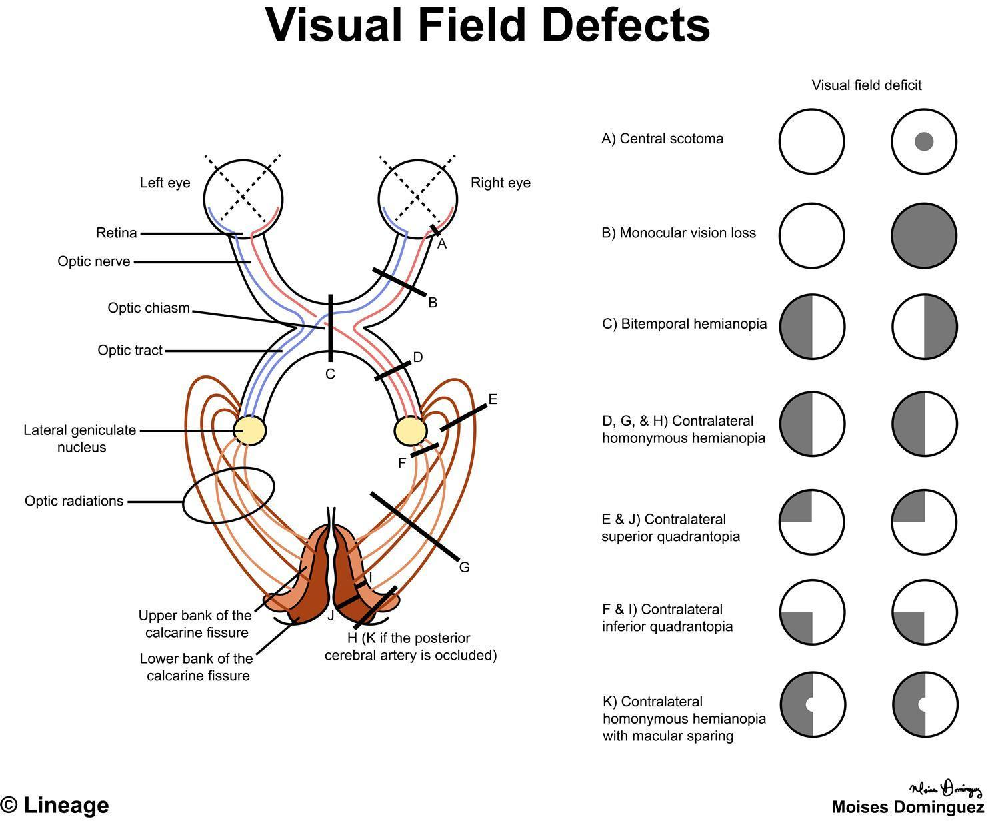 Visual Field Defects
Left eye
Right eye
Retina
A
Optic nerve
B
Optic chiasm
Optic tract
D
C
E
Lateral geniculate
nucleus
F
Optic radiations
G
I
J
Upper bank of the
calcarine fissure
H (K if the posterior
cerebral artery is occluded)
Lower bank of the
calcarine fissure
Visual field deficit
A) Central scotoma
B) Monocular vision loss
C) Bitemporal hemianopia
D, G, & H) Contralateral
homonymous hemianopia
E & J) Contralateral
superior quadrantopia
F & I) Contralateral
inferior quadrantopia
K) Contralateral
homonymous hemianopia
with macular sparing
© Lineage
Moises Dominguez
Moises Dominguez